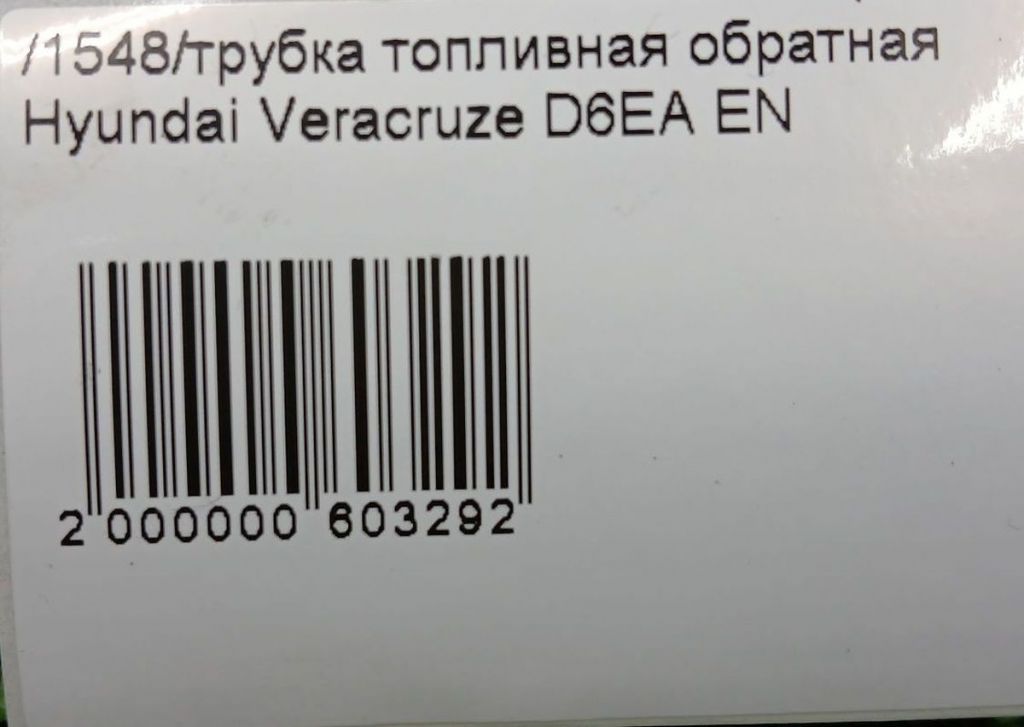 /1548/трубка топливная обратная
Hyundai Veracruze D6EA EN
2 000000 603292